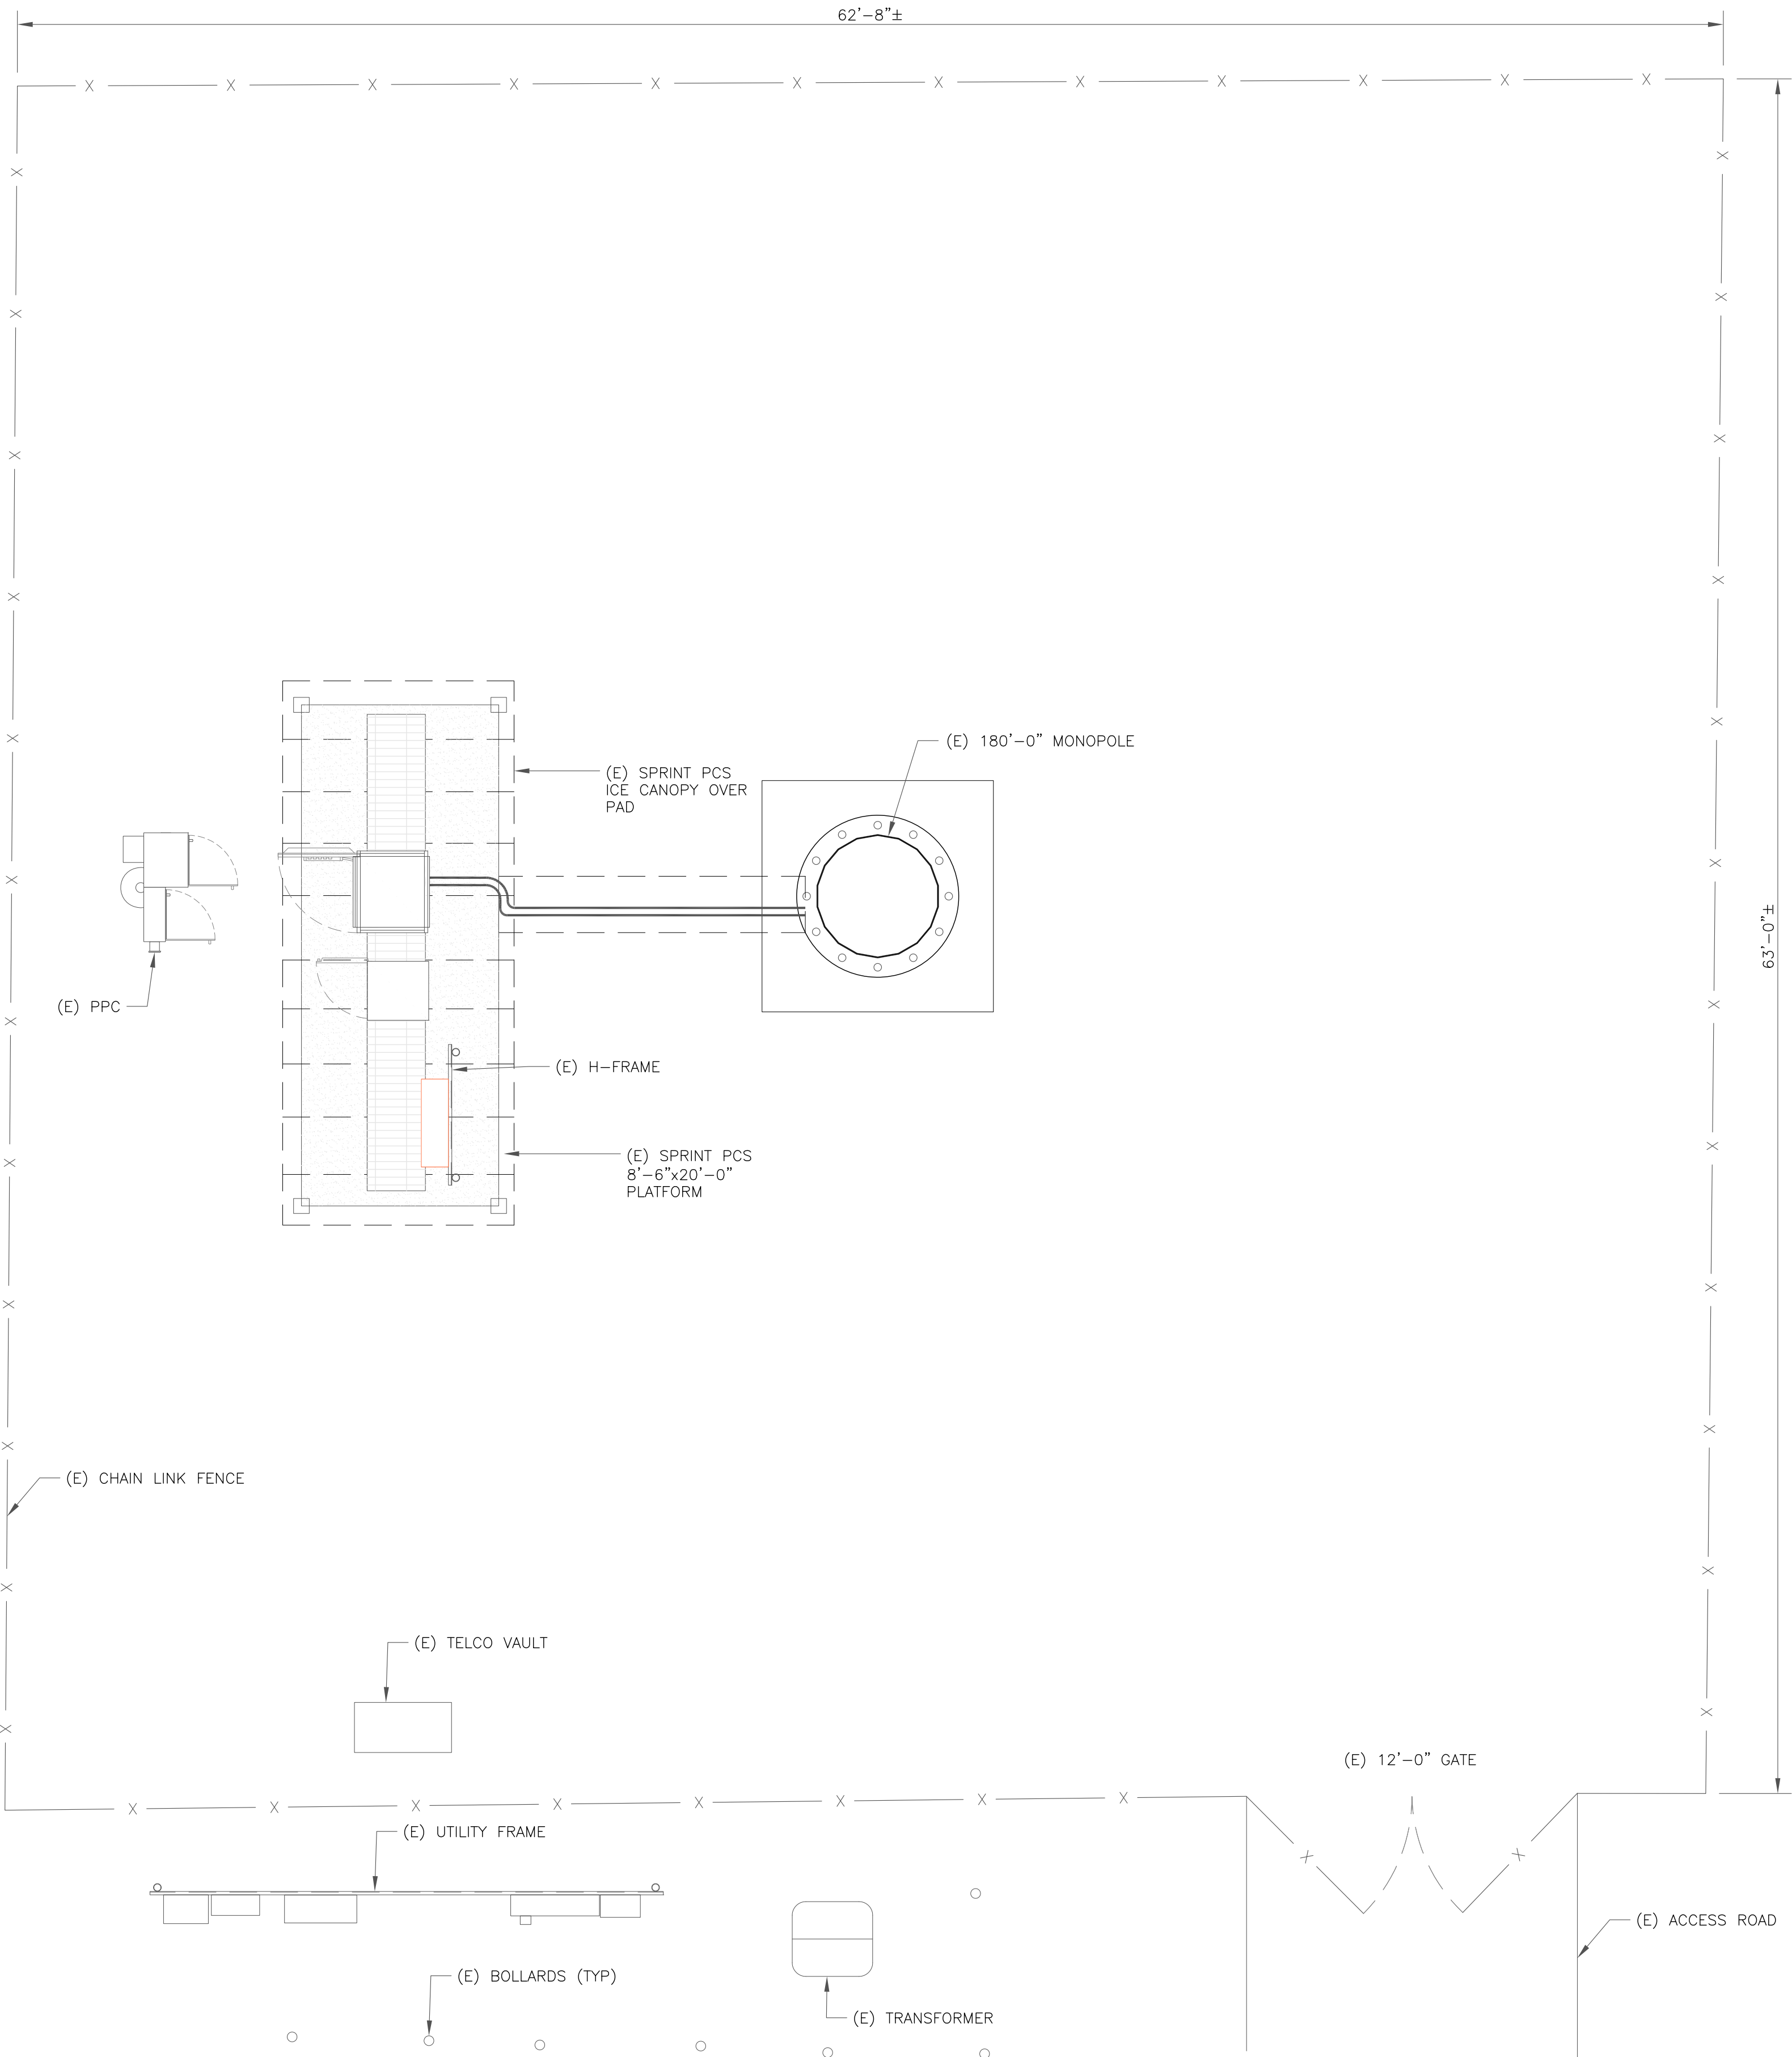 62'-8"±
(E) 180'-0" MONOPOLE
(E) SPRINT PCS
ICE CANOPY OVER
PAD
63'-0"±
(E) PPC
(E) H-FRAME
(E) SPRINT PCS
8'-6"x20'-0"
PLATFORM
(E) CHAIN LINK FENCE
(E) TELCO VAULT
(E) 12'-0" GATE
(E) UTILITY FRAME
(E) ACCESS ROAD
(E) BOLLARDS (TYP)
(E) TRANSFORMER